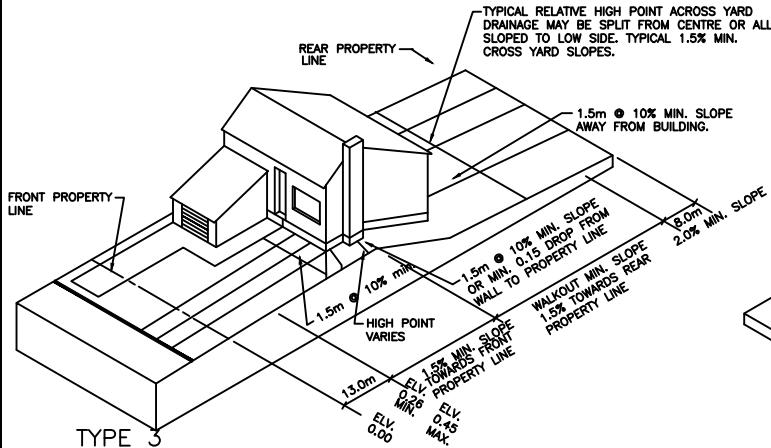 TYPICAL RELATIVE HIGH POINT ACROSS YARD
DRAINAGE MAY BE SPLIT FROM CENTRE OR ALL
SLOPED TO LOW SIDE. TYPICAL 1.5% MIN.
CROSS YARD SLOPES.
REAR PROPERTY
LINE
1.5m @ 10% MIN. SLOPE
AWAY FROM BUILDING.
FRONT PROPERTY
LINE
8.0m
2.0% MIN. SLOPE
1.5m @ 10% MIN. SLOPE
OR MIN. 0.15 DROP FROM
WALL TO PROPERTY LINE
WALKOUT MIN. SLOPE
1.5% TOWARDS REAR
PROPERTY LINE
1.5m @ 10% min.
HIGH POINT
VARIES
1.5% MIN. SLOPE
TOWARDS FRONT
PROPERTY LINE
13.0m
ELV.
0.26
MIN.
ELV.
0.45
MAX.
ELV.
0.00
TYPE 3